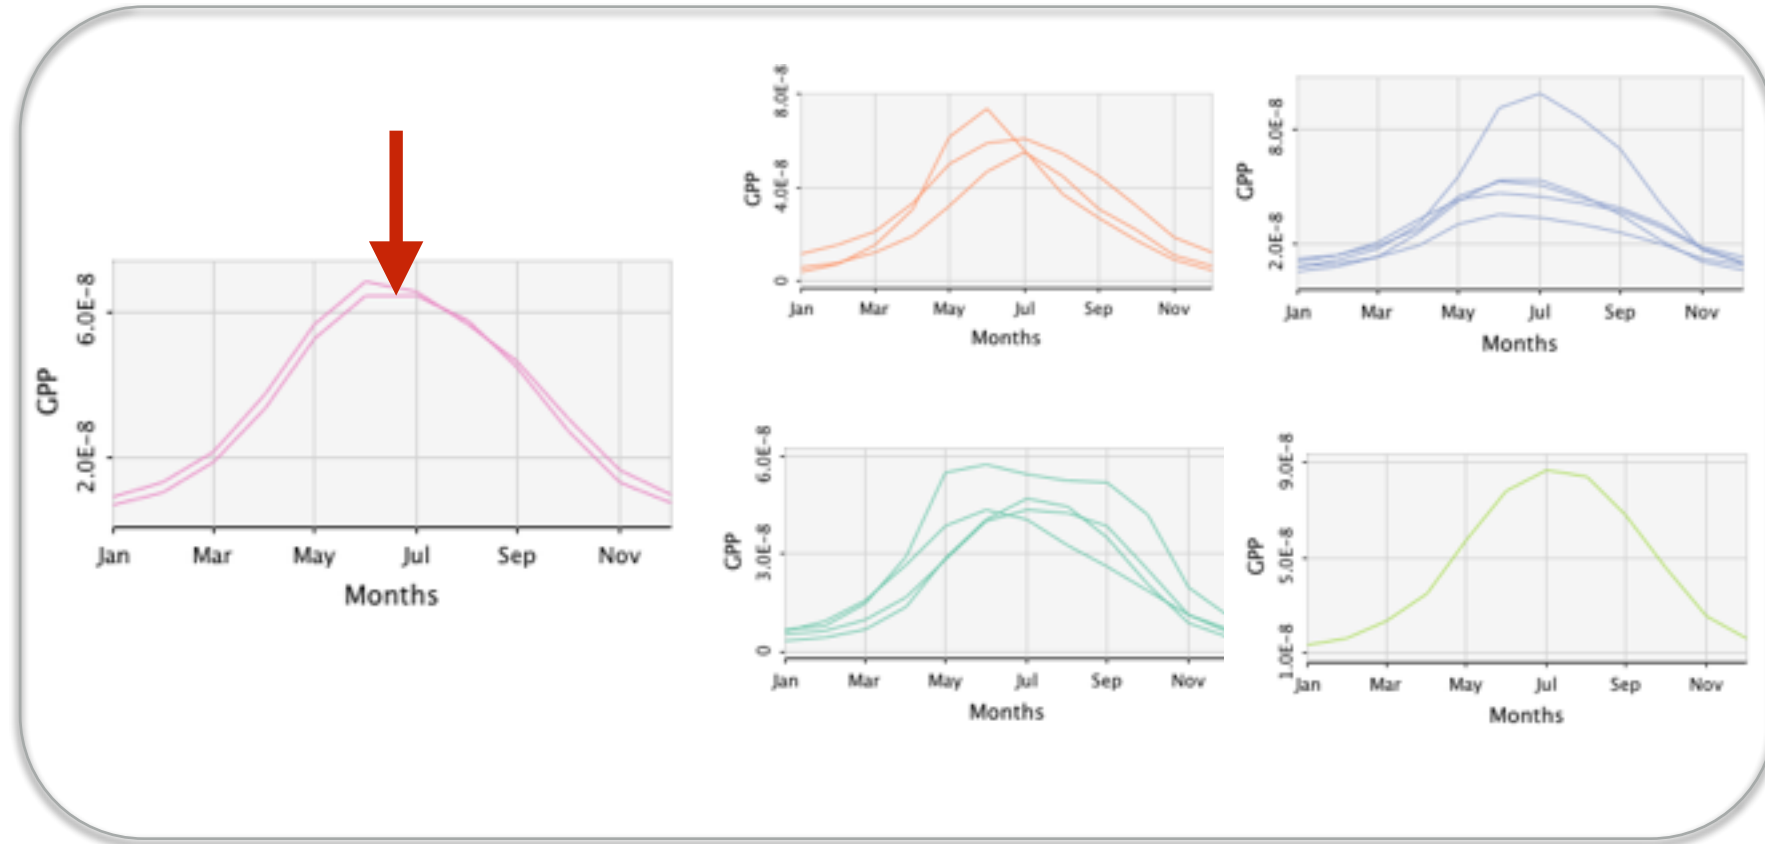 GPP
6.0E-8
2.0E-8
Jan Mar May Jul Sep Nov
Months
GPP
8.0E-8
4.0E-8
0
Jan Mar May Jul Sep Nov
Months
GPP
8.0E-8
2.0E-8
Jan Mar May Jul Sep Nov
Months
GPP
6.0E-8
3.0E-8
0
Jan Mar May Jul Sep Nov
Months
GPP
9.0E-8
5.0E-8
1.0E-8
Jan Mar May Jul Sep Nov
Months